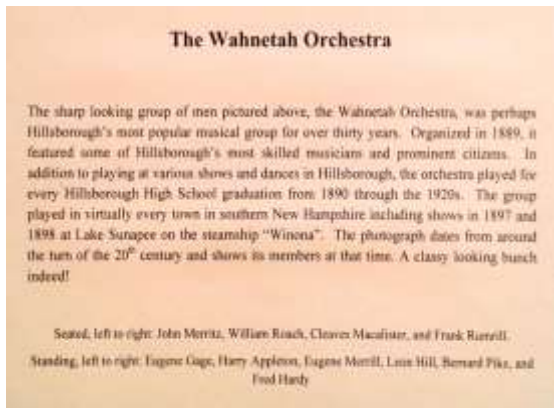 The Wahnetah Orchestra
The sharp looking group of men pictured above, the Wahnetah Orchestra, was perhaps
Hillsborough's most popular musical group for over thirty years. Organized in 1889, it
featured some of Hillsborough's most skilled musicians and prominent citizens. In
addition to playing at various shows and dances in Hillsborough, the orchestra played for
every Hillsborough High School graduation from 1890 through the 1920s. The group
played in virtually every town in southern New Hampshire including shows in 1897 and
1898 at Lake Sunapee on the steamship "Winona". The photograph dates from around
the turn of the 20th century and shows its members at that time. A classy looking bunch
indeed!
Seated, left to right: John Merritz, William Roach, Cleaves Macalister, and Frank Rumrill.
Standing, left to right: Eugene Gage, Harry Appleton, Eugene Merrill, Leon Hill, Bernard Pike, and
Fred Hardy